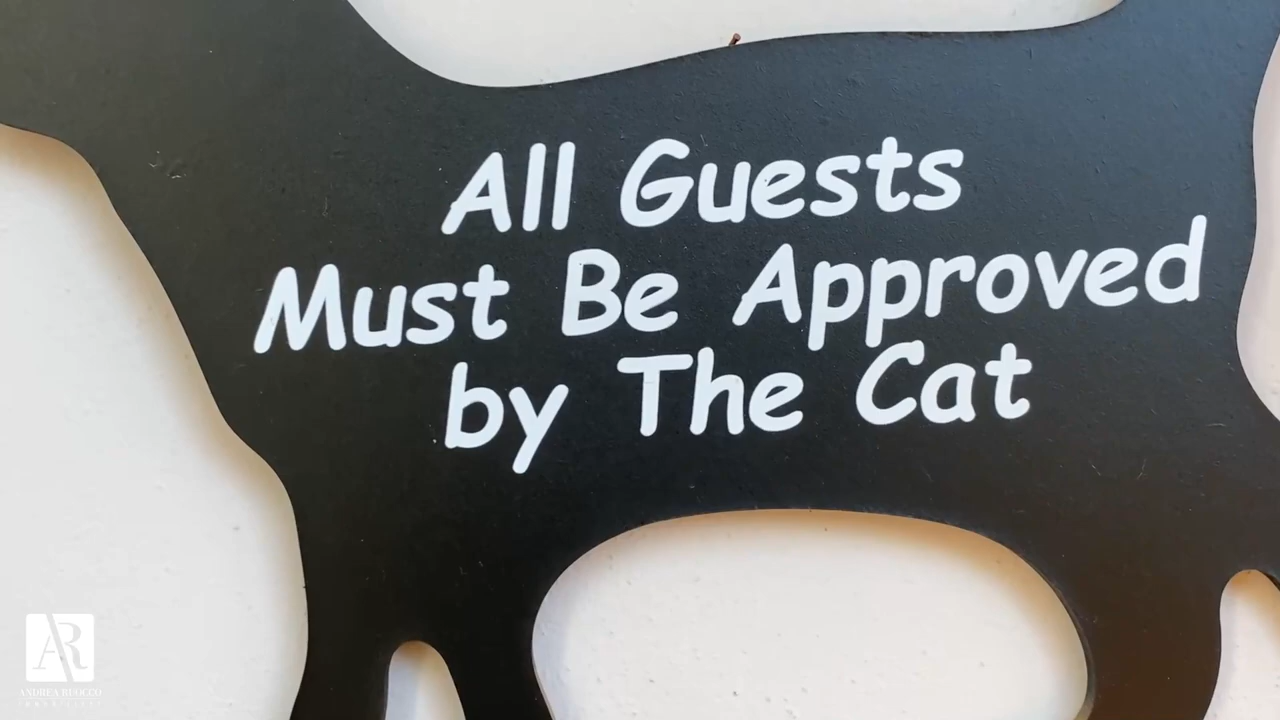 All Guests
Must Be Approved
by The Cat
AR
ANDREA RUOCCO